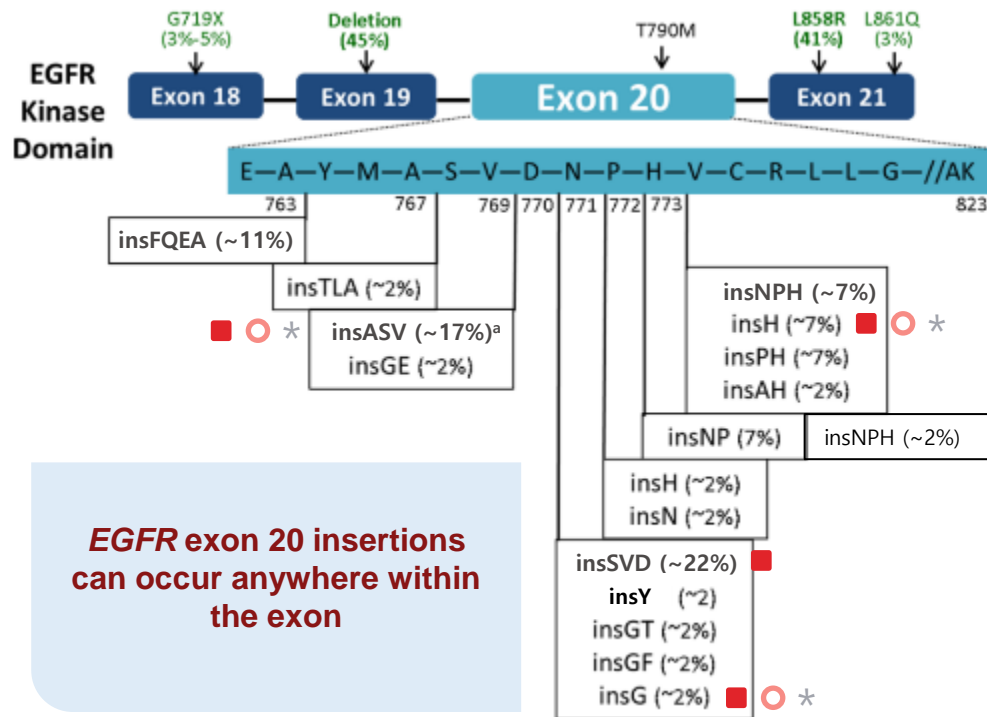 G719X
(3%-5%)
Deletion
(45%)
T790M
L858R
(41%)
L861Q
(3%)
EGFR
Kinase
Domain
Exon 18
Exon 19
Exon 20
Exon 21
E—A—Y—M—A—S—V—D—N—P—H—V—C—R—L—L—G—//AK
763 767 769 770 771 772 773 823
insFQEA (~11%)
insTLA (~2%)
insASV (~17%)ᵃ
insGE (~2%)
insNPH (~7%)
insH (~7%)
insPH (~7%)
insAH (~2%)
insNP (7%)
insNPH (~2%)
insH (~2%)
insN (~2%)
insSVD (~22%)
insY (~2)
insGT (~2%)
insGF (~2%)
insG (~2%)
EGFR exon 20 insertions
can occur anywhere within
the exon